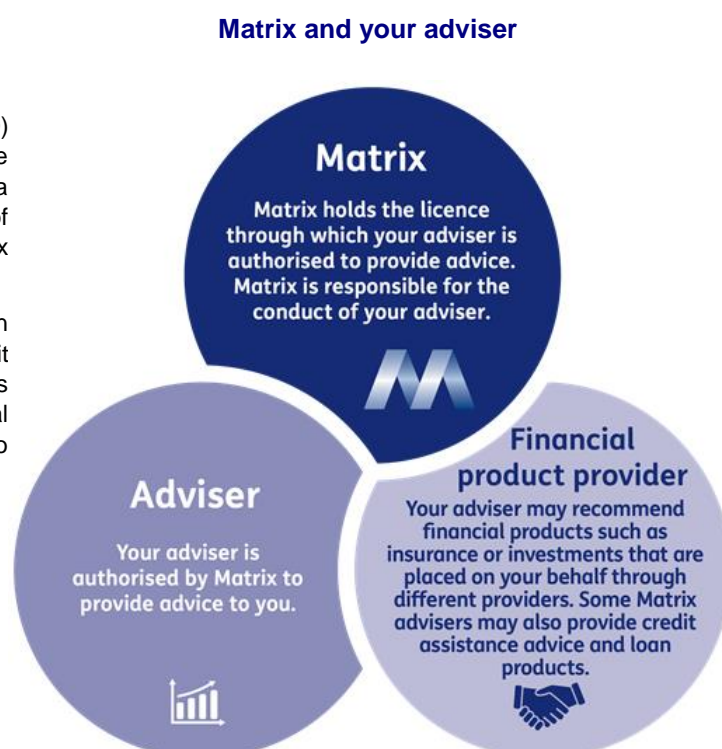 Matrix and your adviser
)
e
a
of
x
n
it
s
al
o
Matrix
Matrix holds the licence
through which your adviser is
authorised to provide advice.
Matrix is responsible for the
conduct of your adviser.
Adviser
Your adviser is
authorised by Matrix to
provide advice to you.
Financial
product provider
Your adviser may recommend
financial products such as
insurance or investments that are
placed on your behalf through
different providers. Some Matrix
advisers may also provide credit
assistance advice and loan
products.